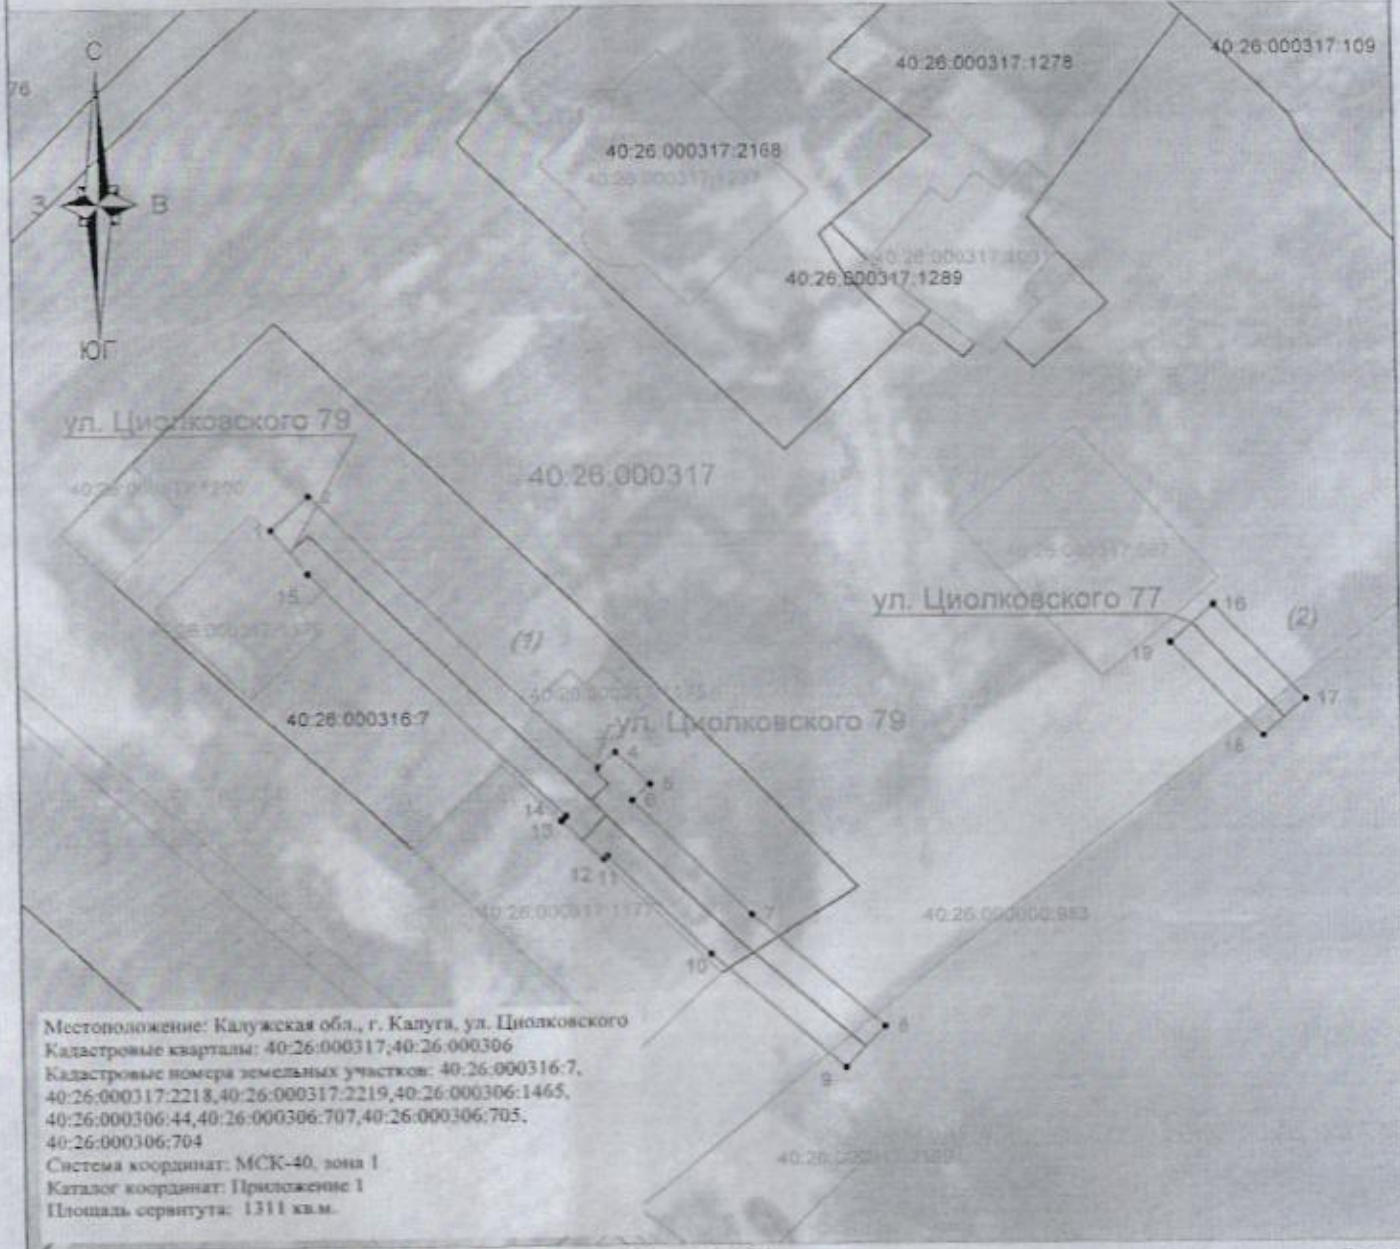 С
40:26:000317:109
40:26:000317:1278
76
40:26:000317:2168
З
В
40:26:000317:1289
ЮГ
ул. Циолковского 79
40:26:000317
2
1
15
ул. Циолковского 77
16
(2)
(1)
19
17
40:26:000316:7
ул. Циолковского 79
18
4
5
6
14
13
12
11
7
40:26:000000:983
10
8
9
Местоположение: Калужская обл., г. Калуга, ул. Циолковского
Кадастровые кварталы: 40:26:000317;40:26:000306
Кадастровые номера земельных участков: 40:26:000316:7,
40:26:000317:2218,40:26:000317:2219,40:26:000306:1465,
40:26:000306:44,40:26:000306:707,40:26:000306:705,
40:26:000306:704
Система координат: МСК-40, зона 1
Каталог координат: Приложение 1
Площадь сервитута: 1311 кв.м.